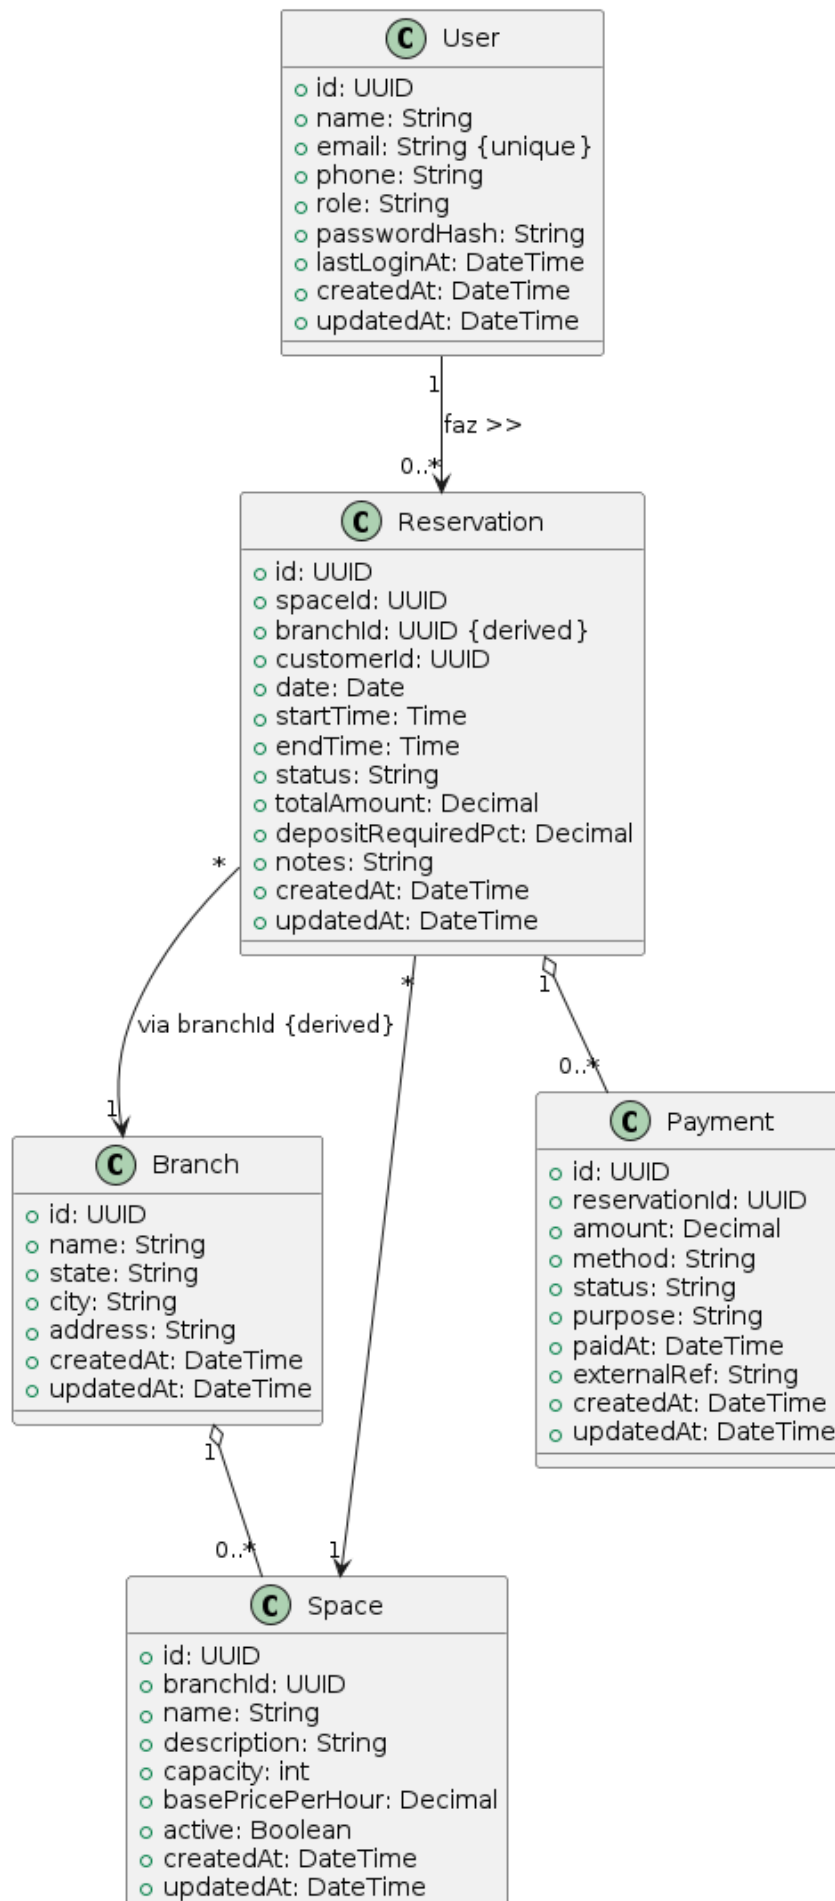 C User
id: UUID
name: String
email: String {unique}
phone: String
role: String
passwordHash: String
lastLoginAt: DateTime
createdAt: DateTime
updatedAt: DateTime
1
faz >>
0..*
C Reservation
id: UUID
spaceId: UUID
branchId: UUID {derived}
customerId: UUID
date: Date
startTime: Time
endTime: Time
status: String
totalAmount: Decimal
depositRequiredPct: Decimal
notes: String
createdAt: DateTime
updatedAt: DateTime
*
via branchId {derived}
1
*
1
1
0..*
C Branch
id: UUID
name: String
state: String
city: String
address: String
createdAt: DateTime
updatedAt: DateTime
C Payment
id: UUID
reservationId: UUID
amount: Decimal
method: String
status: String
purpose: String
paidAt: DateTime
externalRef: String
createdAt: DateTime
updatedAt: DateTime
1
0..*
C Space
id: UUID
branchId: UUID
name: String
description: String
capacity: int
basePricePerHour: Decimal
active: Boolean
createdAt: DateTime
updatedAt: DateTime